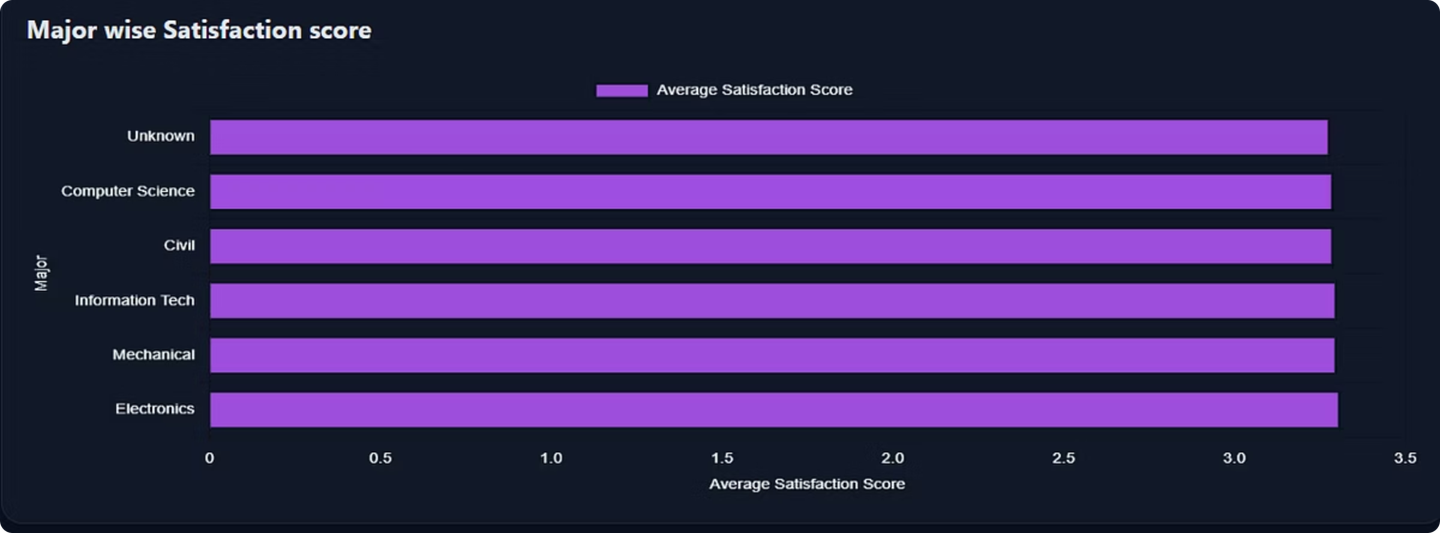 Major wise Satisfaction score
Average Satisfaction Score
Unknown
Computer Science
Civil
Information Tech
Mechanical
Electronics
Major
0 0.5 1.0 1.5 2.0 2.5 3.0 3.5
Average Satisfaction Score